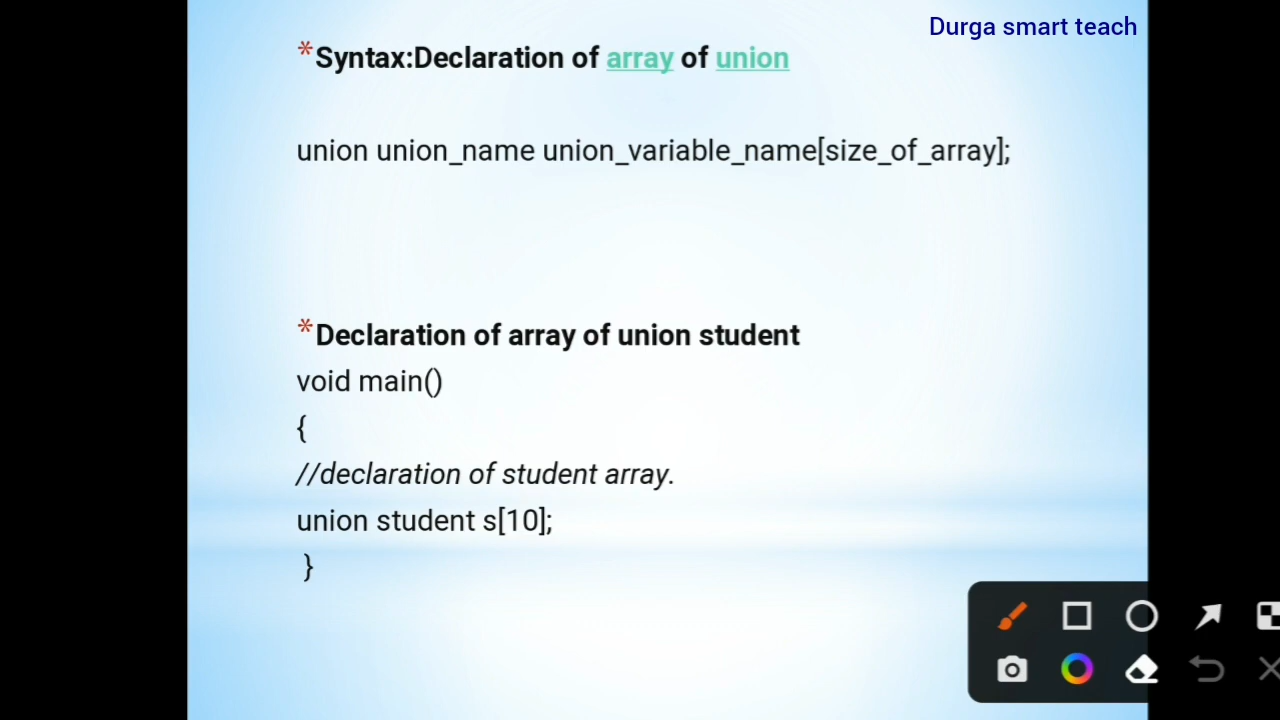 Durga smart teach
*Syntax:Declaration of array of union
union union_name union_variable_name[size_of_array];
*Declaration of array of union student
void main()
{
//declaration of student array.
union student s[10];
}